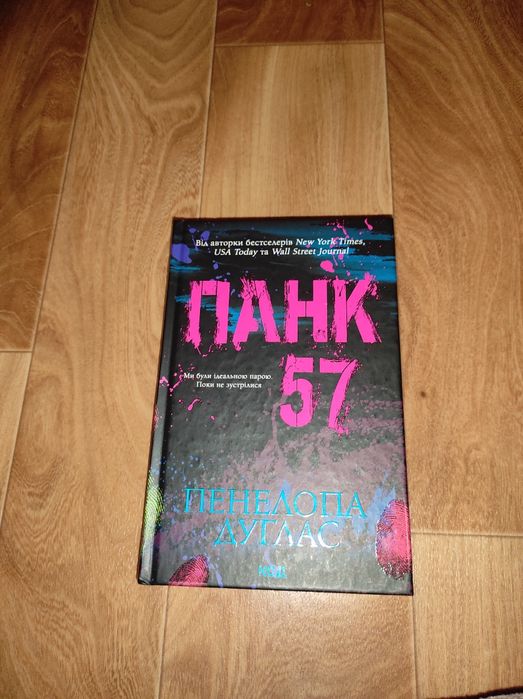 Від авторки бестселерів New York Times,
USA Today та Wall Street Journal
ПАНК
57
Ми були ідеальною парою.
Поки не зустрілися
ПЕНЕЛОПА
ДУГЛАС